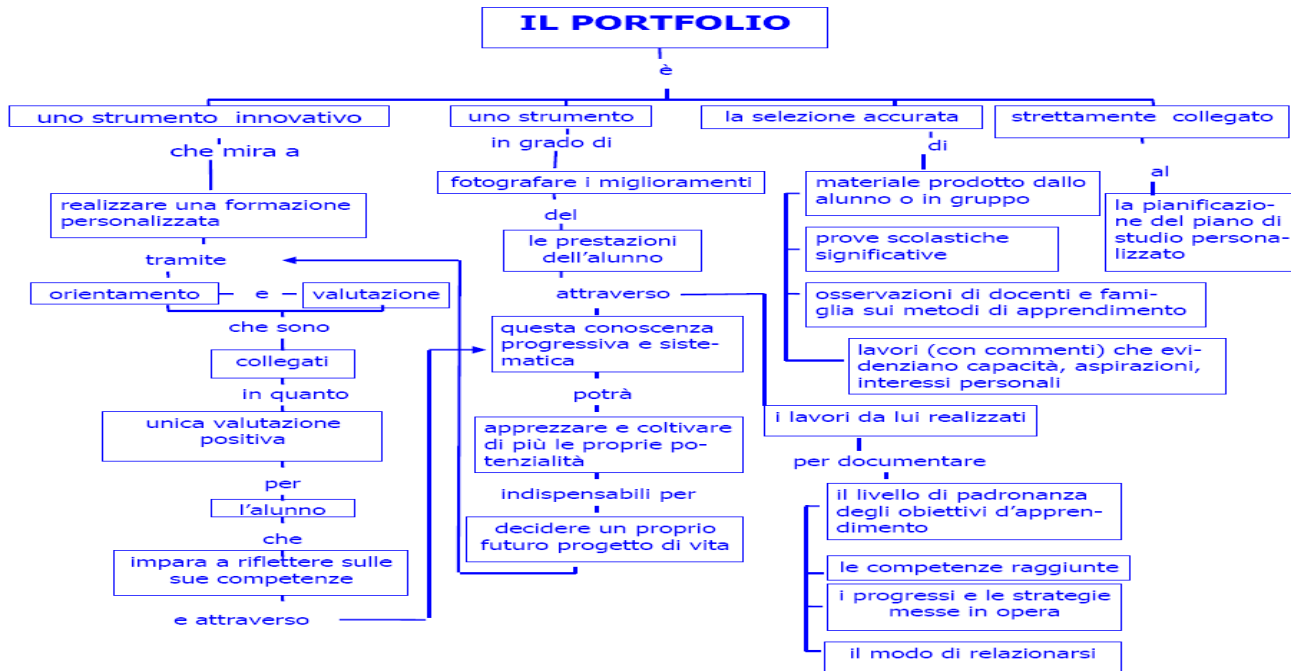 IL PORTFOLIO
è
uno strumento innovativo
che mira a
realizzare una formazione
personalizzata
tramite
orientamento e valutazione
che sono
collegati
in quanto
unica valutazione
positiva
per
l'alunno
che
impara a riflettere sulle
sue competenze
e attraverso
uno strumento
in grado di
fotografare i miglioramenti
del
le prestazioni
dell'alunno
attraverso
questa conoscenza
progressiva e siste-
matica
potrà
apprezzare e coltivare
di più le proprie po-
tenzialità
indispensabili per
decidere un proprio
futuro progetto di vita
la selezione accurata
di
materiale prodotto dallo
alunno o in gruppo
prove scolastiche
significative
osservazioni di docenti e fami-
glia sui metodi di apprendimento
lavori (con commenti) che evi-
denziano capacità, aspirazioni,
interessi personali
i lavori da lui realizzati
per documentare
il livello di padronanza
degli obiettivi d'appren-
dimento
le competenze raggiunte
i progressi e le strategie
messe in opera
il modo di relazionarsi
strettamente collegato
al
la pianificazio-
ne del piano di
studio persona-
lizzato